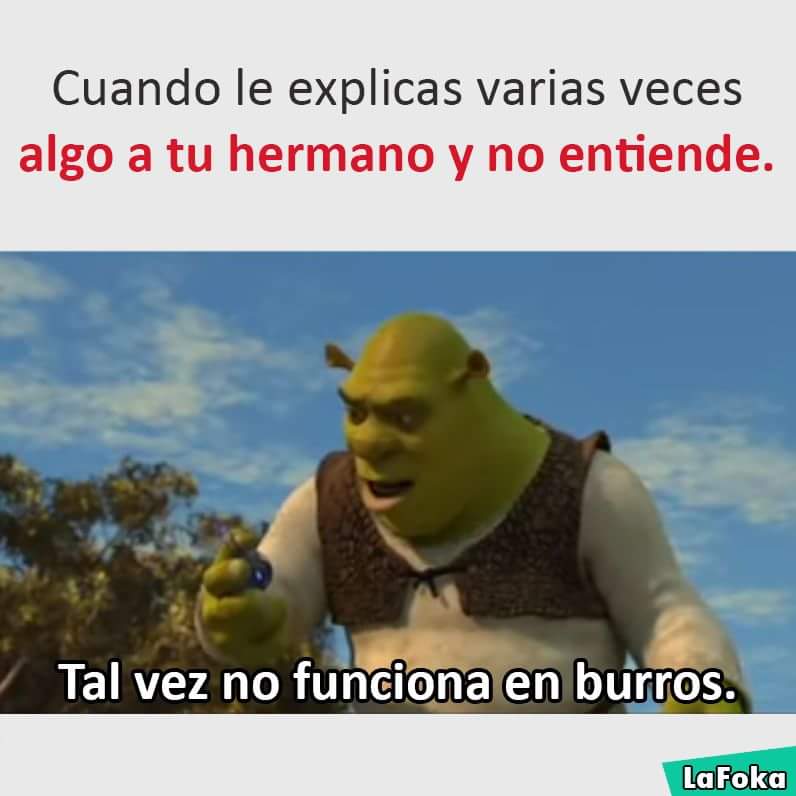 Cuando le explicas varias veces
algo a tu hermano y no entiende.
Tal vez no funciona en burros.
LaFoka